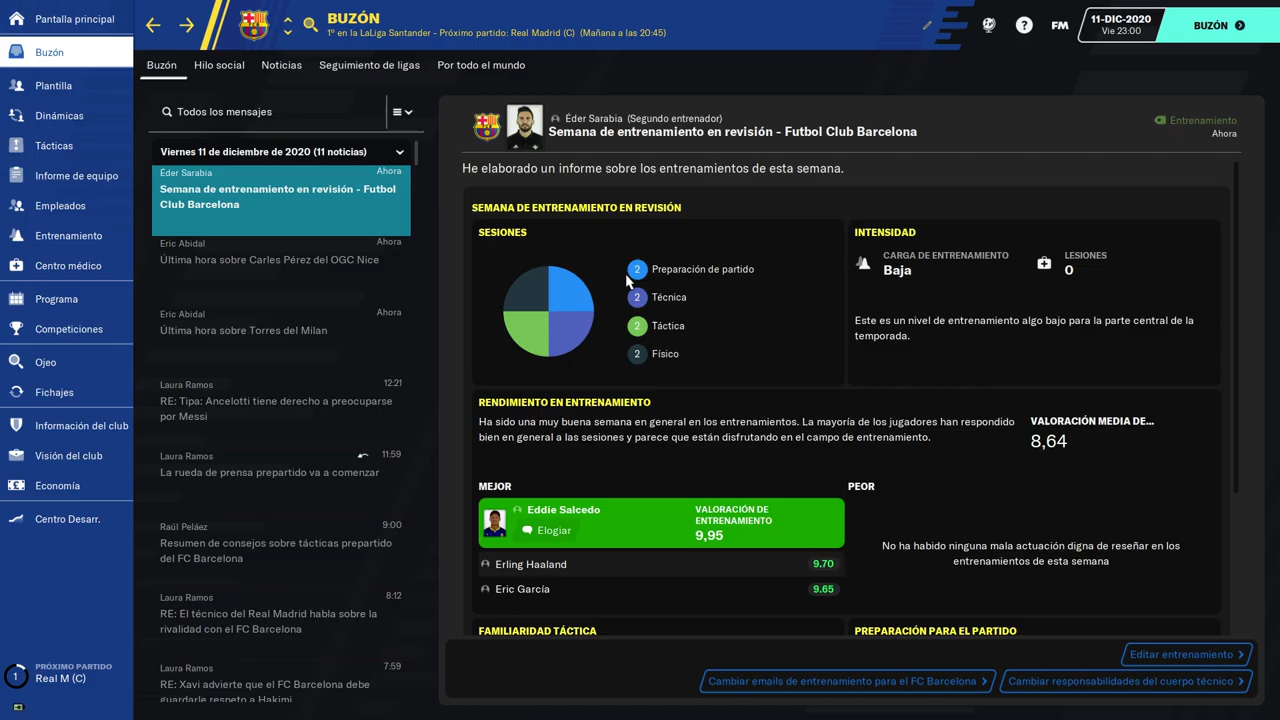 Pantalla principal
Buzón
Plantilla
Dinámicas
Tácticas
Informe de equipo
Empleados
Entrenamiento
Centro médico
Programa
Competiciones
Ojeo
Fichajes
Información del club
Visión del club
Economía
Centro Desarr.
PRÓXIMO PARTIDO
1 Real M (C)
BUZÓN
1º en la LaLiga Santander - Próximo partido: Real Madrid (C) (Mañana a las 20:45)
? FM
11-DIC-2020
Vie 23:00
BUZÓN
Buzón Hilo social Noticias Seguimiento de ligas Por todo el mundo
Todos los mensajes
Viernes 11 de diciembre de 2020 (11 noticias)
Éder Sarabia Ahora
Semana de entrenamiento en revisión - Futbol
Club Barcelona
Eric Abidal Ahora
Última hora sobre Carles Pérez del OGC Nice
Eric Abidal Ahora
Última hora sobre Torres del Milan
Laura Ramos 12:21
RE: Tipa: Ancelotti tiene derecho a preocuparse
por Messi
Laura Ramos 11:59
La rueda de prensa prepartido va a comenzar
Raúl Peláez 9:00
Resumen de consejos sobre tácticas prepartido
del FC Barcelona
Laura Ramos 8:12
RE: El técnico del Real Madrid habla sobre la
rivalidad con el FC Barcelona
Laura Ramos 7:59
RE: Xavi advierte que el FC Barcelona debe
guardarle respeto a Hakimi
Éder Sarabia (Segundo entrenador)
Semana de entrenamiento en revisión - Futbol Club Barcelona
Entrenamiento
Ahora
He elaborado un informe sobre los entrenamientos de esta semana.
SEMANA DE ENTRENAMIENTO EN REVISIÓN
SESIONES
2 Preparación de partido
2 Técnica
2 Táctica
2 Físico
INTENSIDAD
CARGA DE ENTRENAMIENTO
Baja
LESIONES
0
Este es un nivel de entrenamiento algo bajo para la parte central de la
temporada.
RENDIMIENTO EN ENTRENAMIENTO
Ha sido una muy buena semana en general en los entrenamientos. La mayoría de los jugadores han respondido
bien en general a las sesiones y parece que están disfrutando en el campo de entrenamiento.
VALORACIÓN MEDIA DE...
8,64
MEJOR
Eddie Salcedo
Elogiar
VALORACIÓN DE
ENTRENAMIENTO
9,95
Erling Haaland 9.70
Eric García 9.65
PEOR
No ha habido ninguna mala actuación digna de reseñar en los
entrenamientos de esta semana
FAMILIARIDAD TÁCTICA
PREPARACIÓN PARA EL PARTIDO
Editar entrenamiento
Cambiar emails de entrenamiento para el FC Barcelona
Cambiar responsabilidades del cuerpo técnico